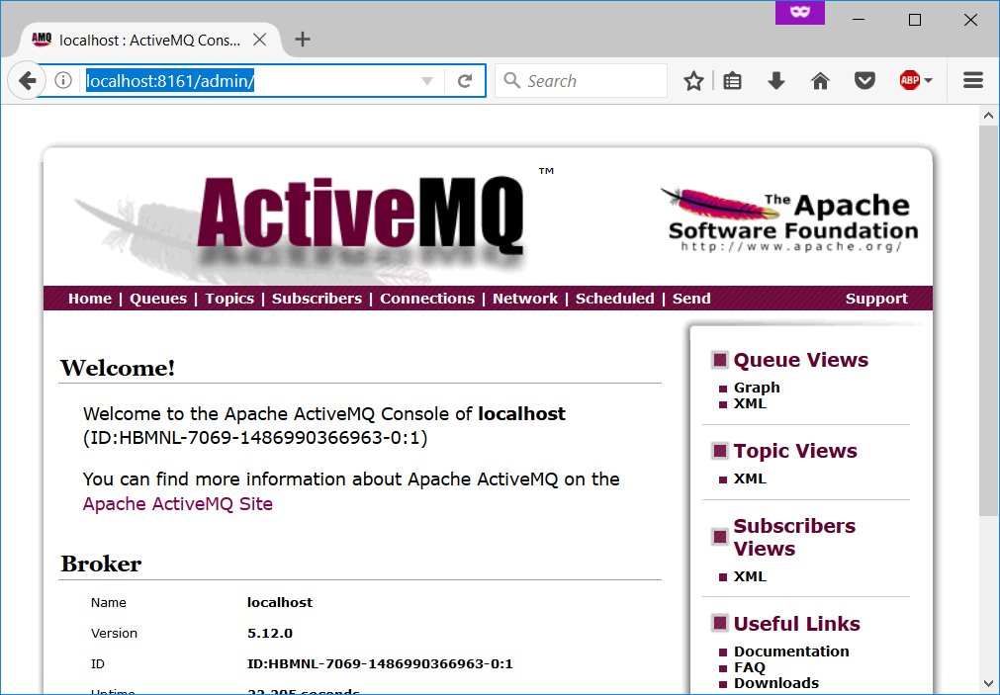 AMQ localhost : ActiveMQ Cons...
localhost:8161/admin/
Search
ABP
ActiveMQ™
The Apache
Software Foundation
http://www.apache.org/
Home | Queues | Topics | Subscribers | Connections | Network | Scheduled | Send
Support
Welcome!
Welcome to the Apache ActiveMQ Console of localhost
(ID:HBMNL-7069-1486990366963-0:1)
You can find more information about Apache ActiveMQ on the
Apache ActiveMQ Site
Broker
Name localhost
Version 5.12.0
ID ID:HBMNL-7069-1486990366963-0:1
Uptime 22.295 seconds
Queue Views
Graph
XML
Topic Views
XML
Subscribers
Views
XML
Useful Links
Documentation
FAQ
Downloads